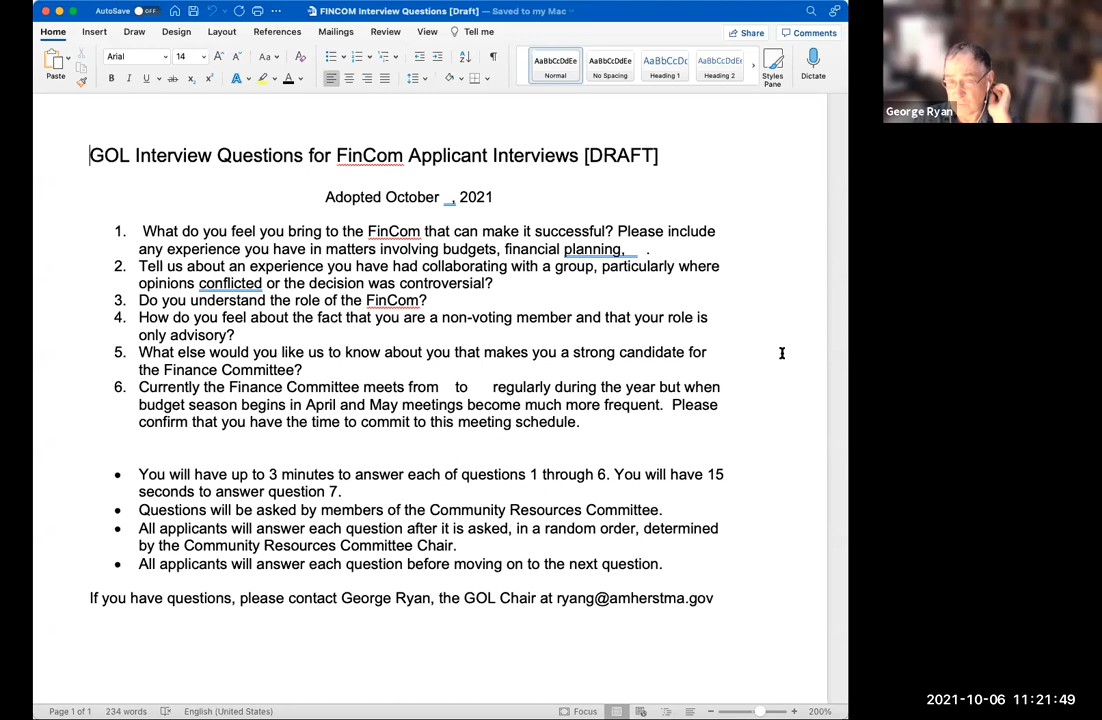 AutoSave OFF FINCOM Interview Questions [Draft] — Saved to my Mac
Home Insert Draw Design Layout References Mailings Review View Tell me Share Comments
Paste Arial 14 Aa AaBbCcDdEe Normal AaBbCcDdEe No Spacing AaBbCcDc Heading 1 AaBbCcDdEe Heading 2 Styles Pane Dictate
George Ryan
GOL Interview Questions for FinCom Applicant Interviews [DRAFT]
Adopted October _, 2021
1. What do you feel you bring to the FinCom that can make it successful? Please include
any experience you have in matters involving budgets, financial planning, __ .
2. Tell us about an experience you have had collaborating with a group, particularly where
opinions conflicted or the decision was controversial?
3. Do you understand the role of the FinCom?
4. How do you feel about the fact that you are a non-voting member and that your role is
only advisory?
5. What else would you like us to know about you that makes you a strong candidate for
the Finance Committee?
6. Currently the Finance Committee meets from to regularly during the year but when
budget season begins in April and May meetings become much more frequent. Please
confirm that you have the time to commit to this meeting schedule.
• You will have up to 3 minutes to answer each of questions 1 through 6. You will have 15
seconds to answer question 7.
• Questions will be asked by members of the Community Resources Committee.
• All applicants will answer each question after it is asked, in a random order, determined
by the Community Resources Committee Chair.
• All applicants will answer each question before moving on to the next question.
If you have questions, please contact George Ryan, the GOL Chair at ryang@amherstma.gov
2021-10-06 11:21:49
Page 1 of 1 234 words English (United States) Focus 200%